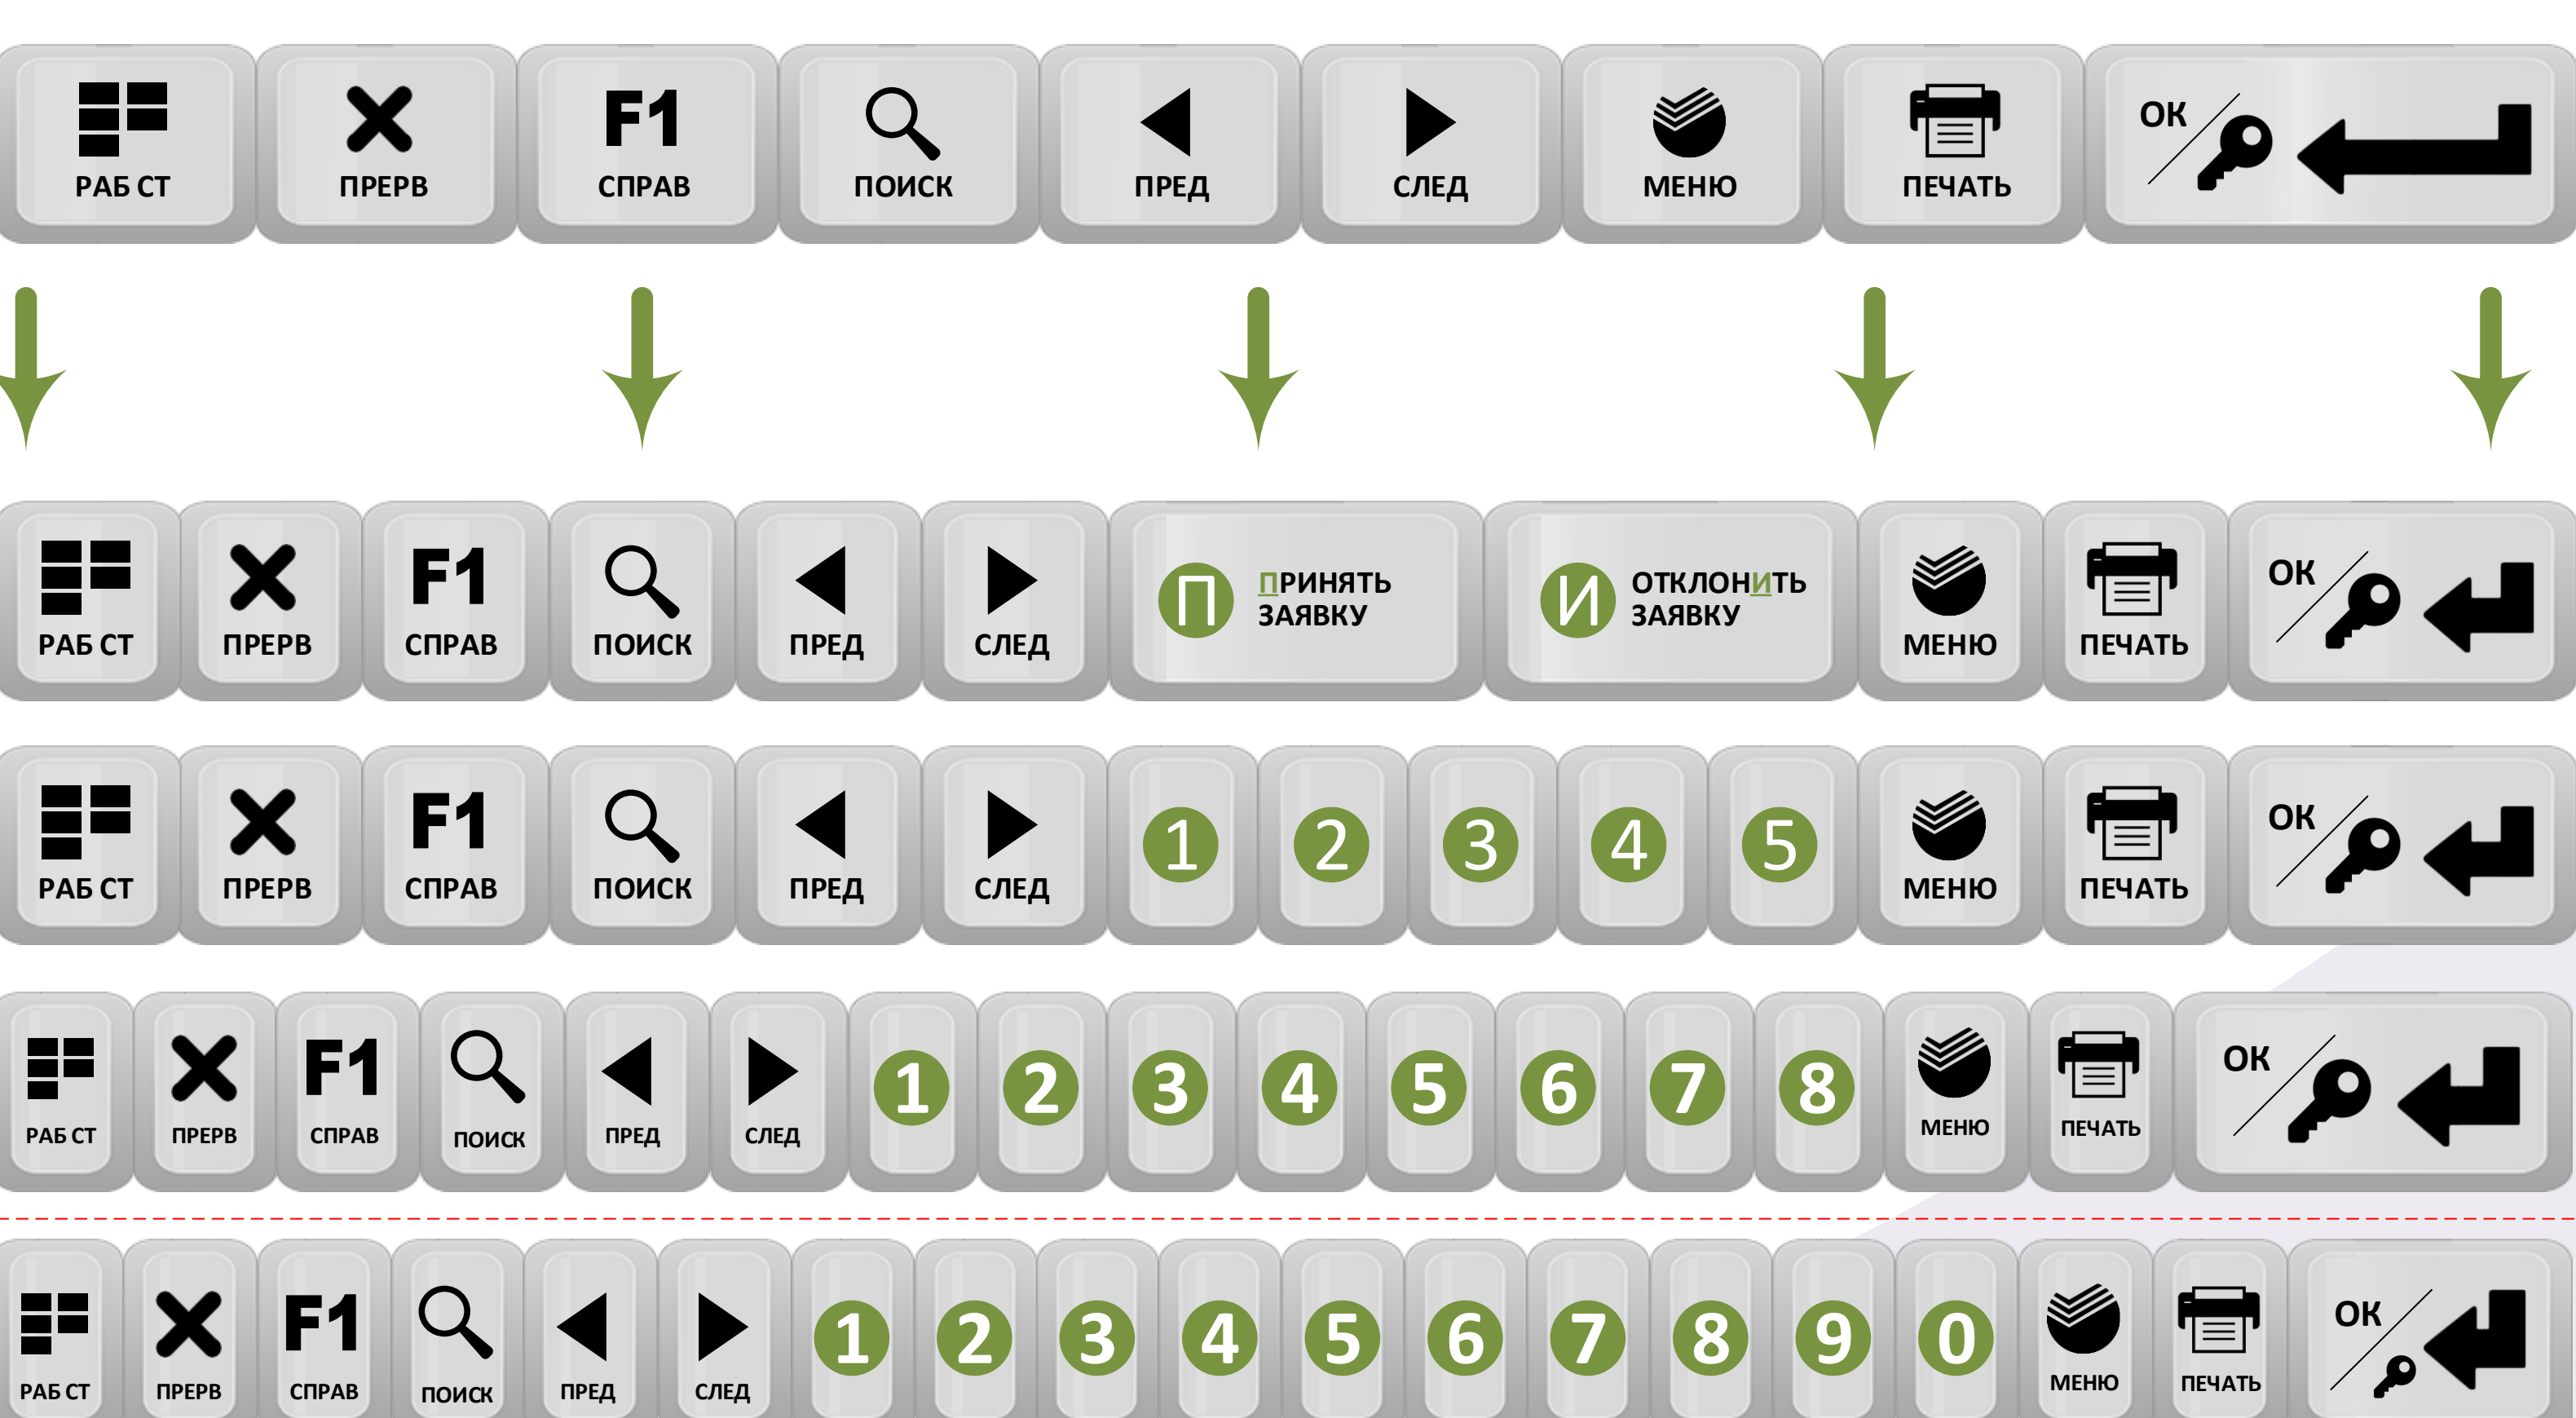 F1
ОК
РАБ СТ ПРЕРВ СПРАВ ПОИСК ПРЕД СЛЕД МЕНЮ ПЕЧАТЬ
F1 П ПРИНЯТЬ ЗАЯВКУ И ОТКЛОНИТЬ ЗАЯВКУ ОК
РАБ СТ ПРЕРВ СПРАВ ПОИСК ПРЕД СЛЕД МЕНЮ ПЕЧАТЬ
F1 1 2 3 4 5 ОК
РАБ СТ ПРЕРВ СПРАВ ПОИСК ПРЕД СЛЕД МЕНЮ ПЕЧАТЬ
F1 1 2 3 4 5 6 7 8 ОК
РАБ СТ ПРЕРВ СПРАВ ПОИСК ПРЕД СЛЕД МЕНЮ ПЕЧАТЬ
F1 1 2 3 4 5 6 7 8 9 0 ОК
РАБ СТ ПРЕРВ СПРАВ ПОИСК ПРЕД СЛЕД МЕНЮ ПЕЧАТЬ